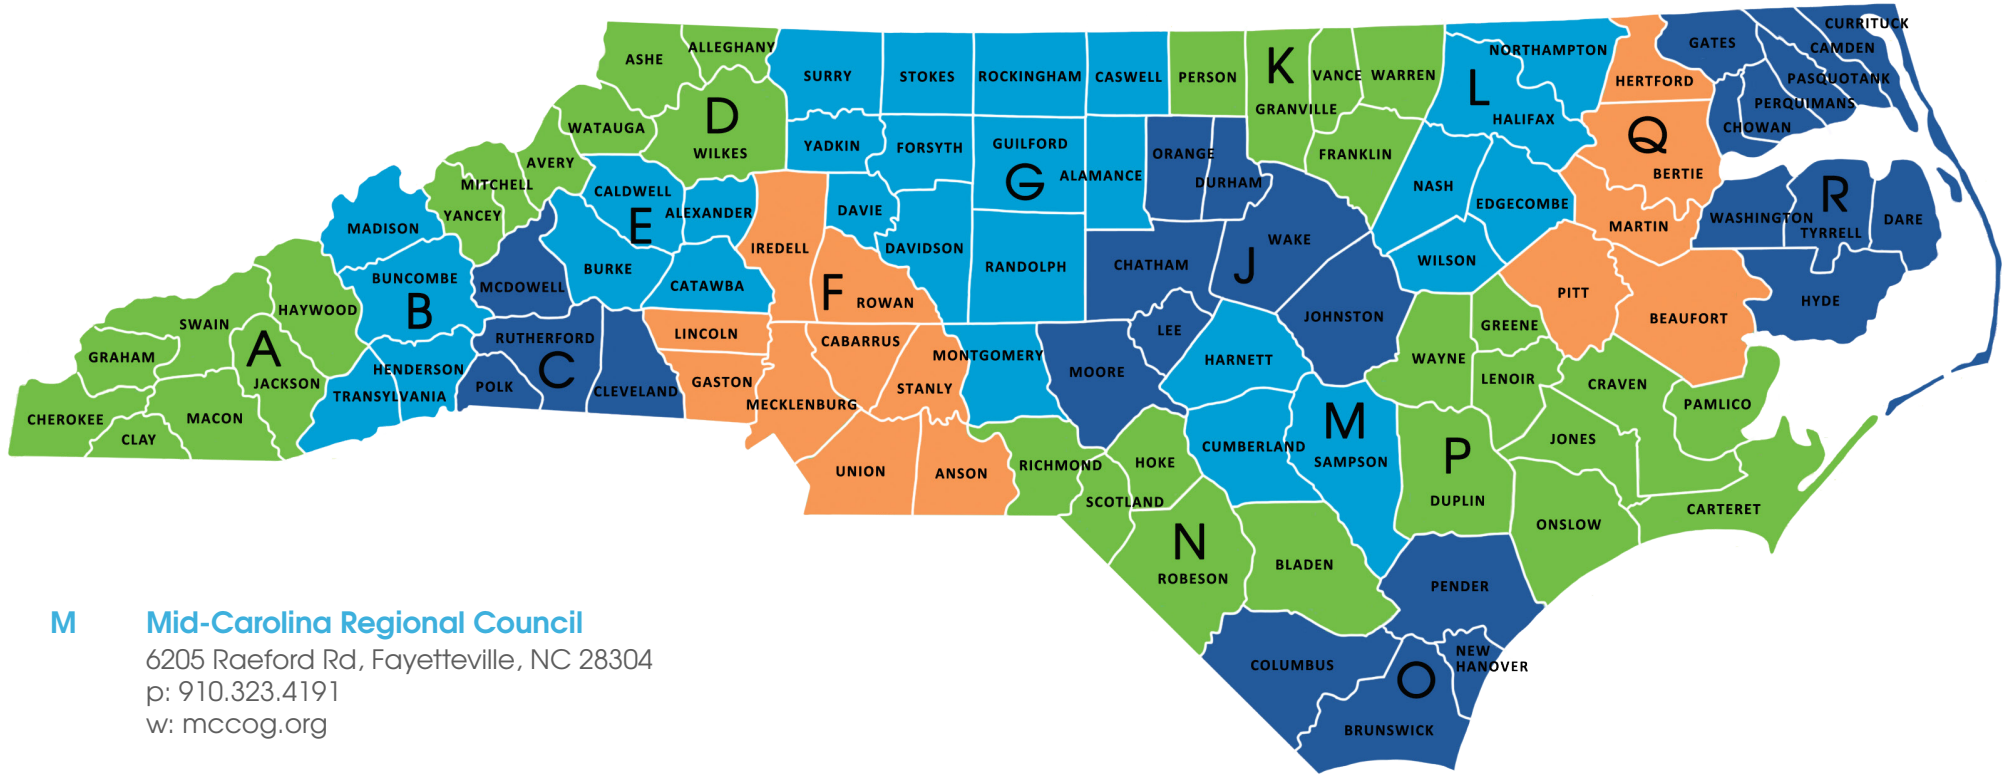 CURRITUCK
ALLEGHANY
ASHE
SURRY
STOKES
ROCKINGHAM
CASWELL
PERSON
K
VANCE
WARREN
GRANVILLE
NORTHAMPTON
L
HALIFAX
HERTFORD
GATES
CAMDEN
PASQUOTANK
PERQUIMANS
CHOWAN
D
WATAUGA
WILKES
YADKIN
FORSYTH
GUILFORD
G
ALAMANCE
ORANGE
DURHAM
FRANKLIN
NASH
EDGECOMBE
Q
BERTIE
MARTIN
WASHINGTON
R
TYRRELL
DARE
AVERY
MITCHELL
YANCEY
CALDWELL
E
ALEXANDER
DAVIE
IREDELL
DAVIDSON
RANDOLPH
CHATHAM
WAKE
J
WILSON
MADISON
BUNCOMBE
B
MCDOWELL
BURKE
CATAWBA
F
ROWAN
LEE
JOHNSTON
GREENE
PITT
BEAUFORT
HYDE
HAYWOOD
SWAIN
GRAHAM
A
JACKSON
HENDERSON
TRANSYLVANIA
RUTHERFORD
C
POLK
CLEVELAND
LINCOLN
GASTON
CABARRUS
MECKLENBURG
STANLY
MONTGOMERY
MOORE
HARNETT
WAYNE
LENOIR
CRAVEN
PAMLICO
CHEROKEE
CLAY
MACON
UNION
ANSON
RICHMOND
HOKE
SCOTLAND
CUMBERLAND
M
SAMPSON
P
DUPLIN
JONES
ONSLOW
CARTERET
N
ROBESON
BLADEN
PENDER
COLUMBUS
O
NEW
HANOVER
BRUNSWICK
M Mid-Carolina Regional Council
6205 Raeford Rd, Fayetteville, NC 28304
p: 910.323.4191
w: mccog.org